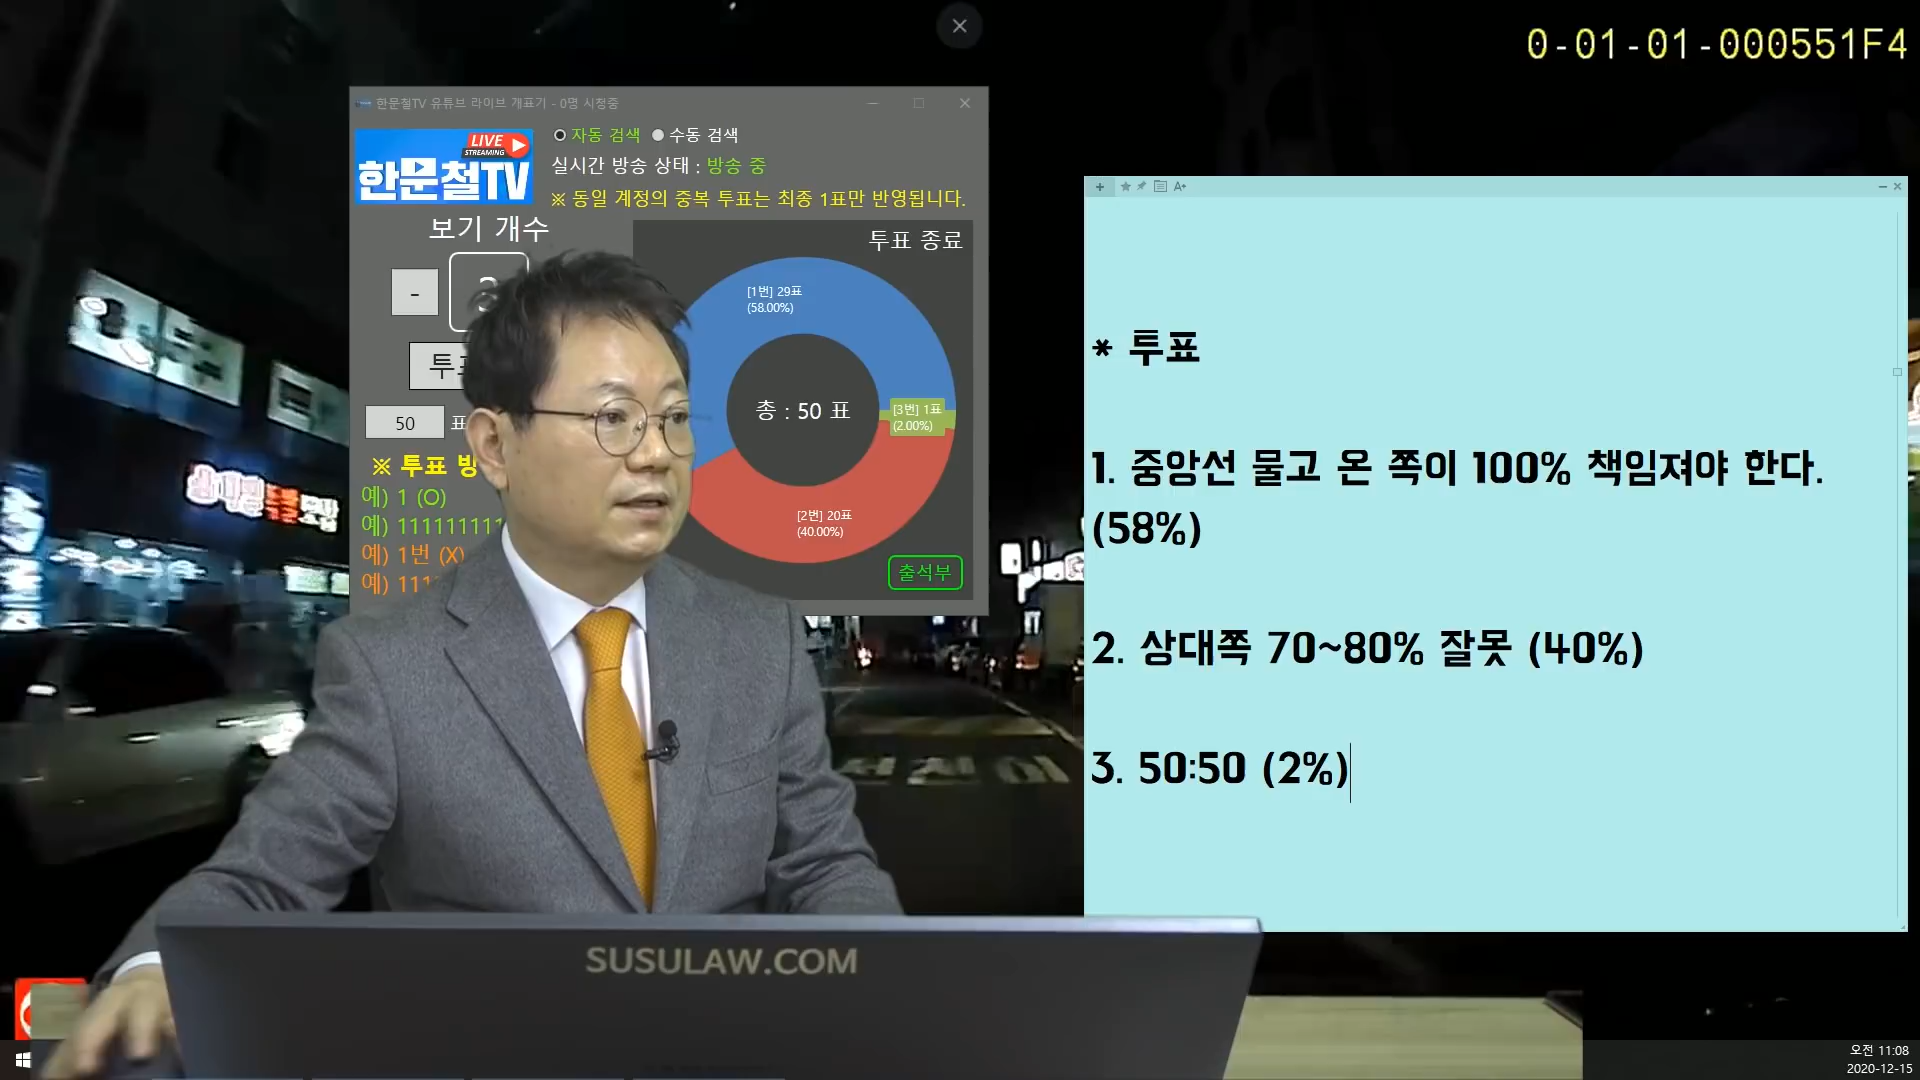 0-01-01-000551F4
한문철TV 유튜브 라이브 개표기 - 0명 시청중
LIVE
STREAMING
한문철TV
자동 검색 수동 검색
실시간 방송 상태 : 방송 중
※ 동일 계정의 중복 투표는 최종 1표만 반영됩니다.
보기 개수
투표 종료
-
[1번] 29표
(58.00%)
50
총 : 50 표
[3번] 1표
(2.00%)
※ 투표
예) 1 (O)
예) 111111111
예) 1번 (X)
예) 111
[2번] 20표
(40.00%)
출석부
* 투표
1. 중앙선 물고 온 쪽이 100% 책임져야 한다.
(58%)
2. 상대쪽 70~80% 잘못 (40%)
3. 50:50 (2%)
SUSULAW.COM
오전 11:08
2020-12-15